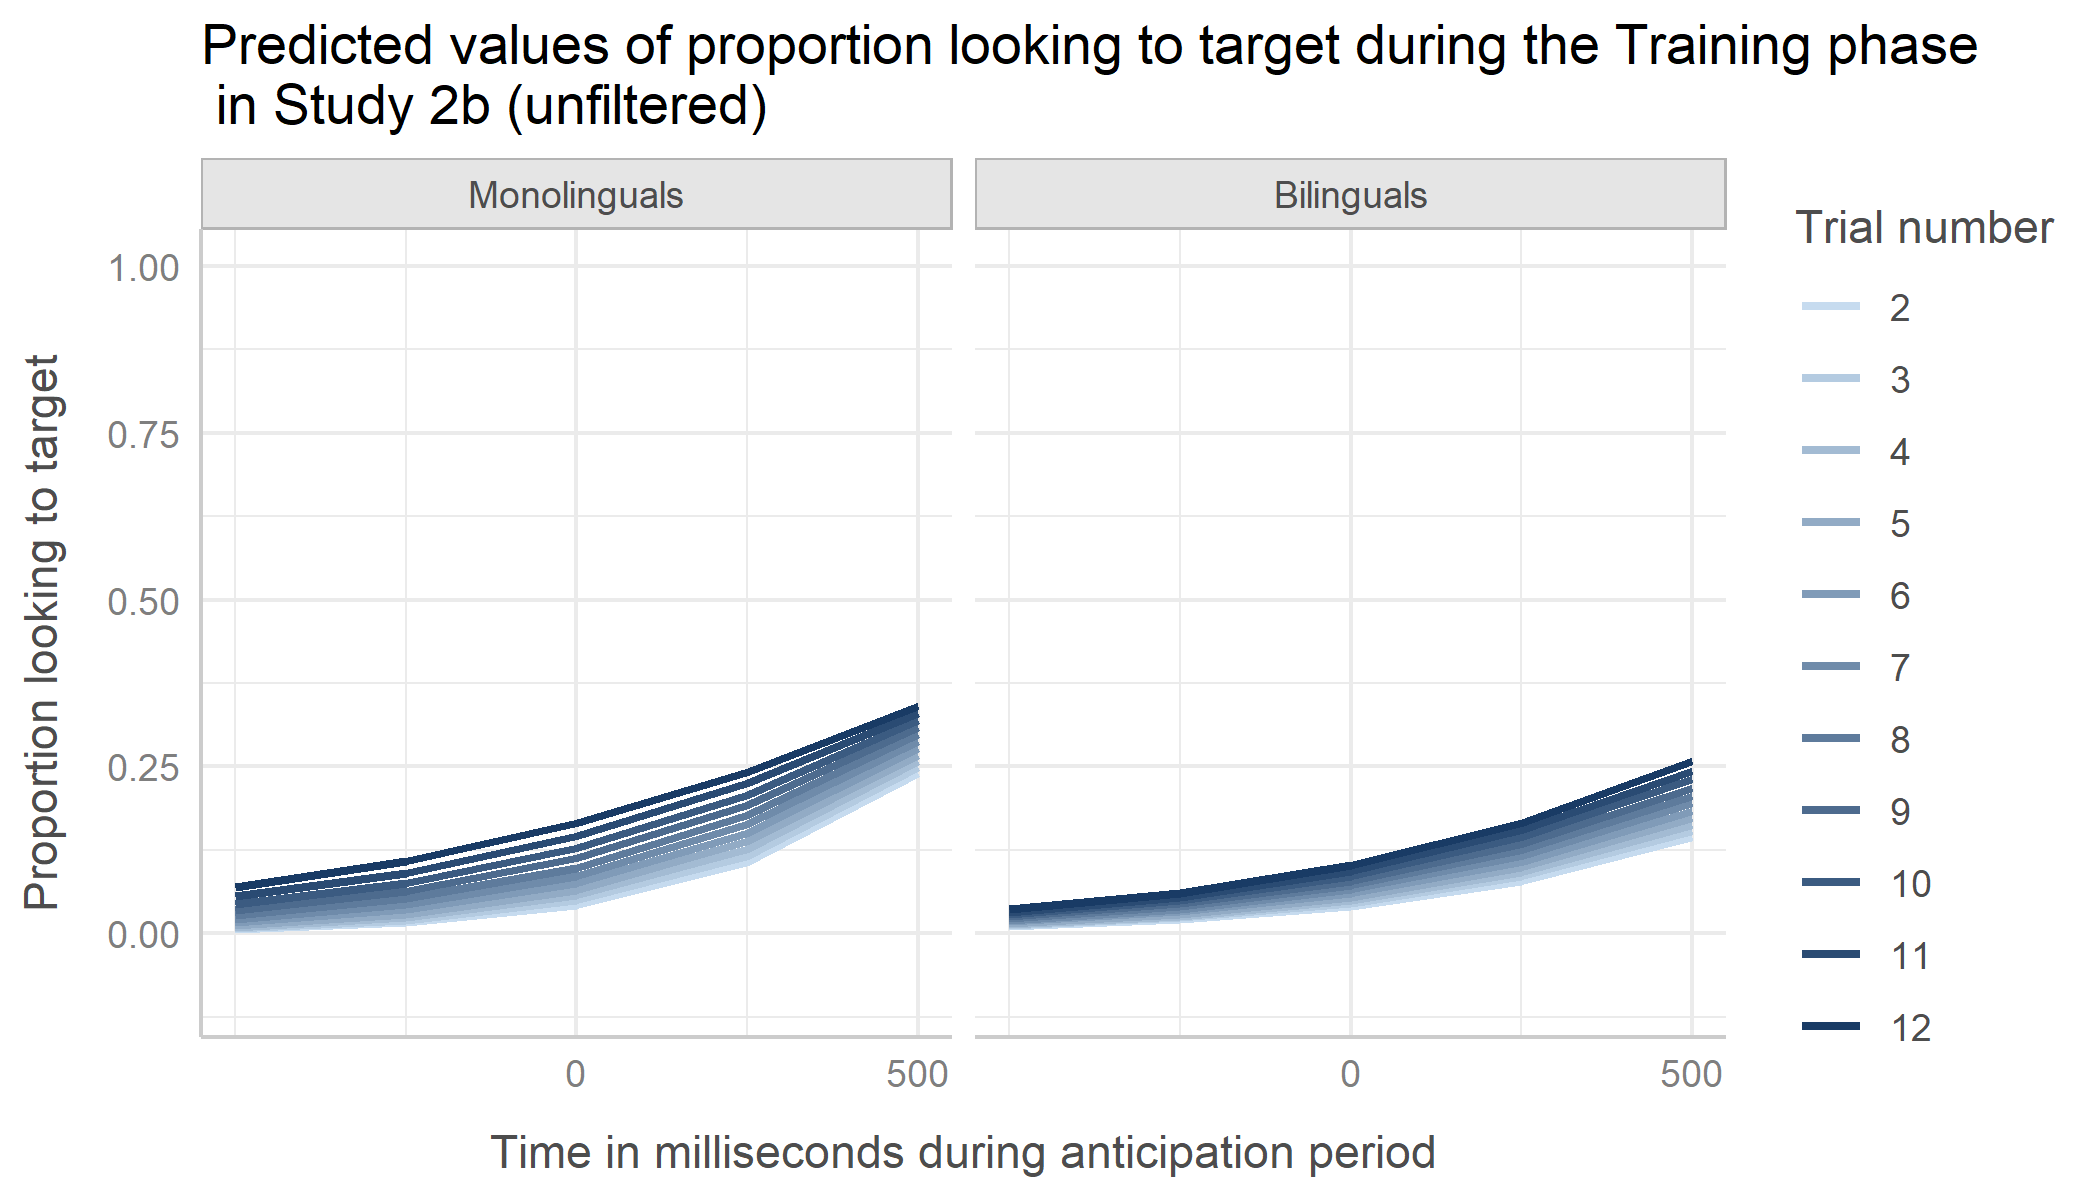 Predicted values of proportion looking to target during the Training phase
in Study 2b (unfiltered)
Monolinguals
Bilinguals
Trial number
2
3
4
5
6
7
8
9
10
11
12
Proportion looking to target
1.00
0.75
0.50
0.25
0.00
0
500
0
500
Time in milliseconds during anticipation period